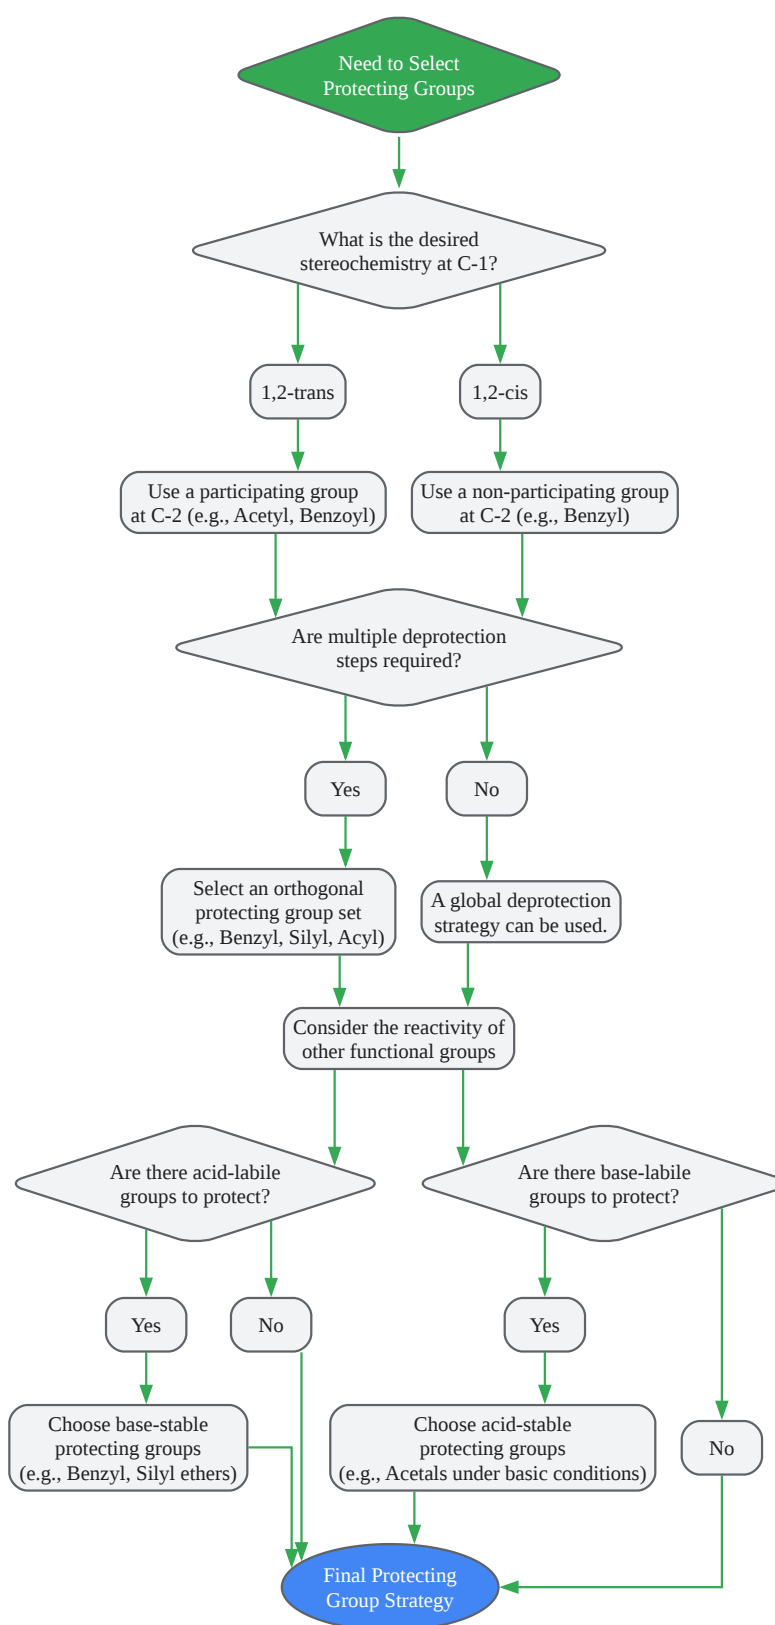 Need to Select
Protecting Groups
What is the desired
stereochemistry at C-1?
1,2-trans
1,2-cis
Use a participating group
at C-2 (e.g., Acetyl, Benzoyl)
Use a non-participating group
at C-2 (e.g., Benzyl)
Are multiple deprotection
steps required?
Yes
No
Select an orthogonal
protecting group set
(e.g., Benzyl, Silyl, Acyl)
A global deprotection
strategy can be used.
Consider the reactivity of
other functional groups
Are there acid-labile
groups to protect?
Are there base-labile
groups to protect?
Yes
No
Yes
Choose base-stable
protecting groups
(e.g., Benzyl, Silyl ethers)
Choose acid-stable
protecting groups
(e.g., Acetals under basic conditions)
No
Final Protecting
Group Strategy